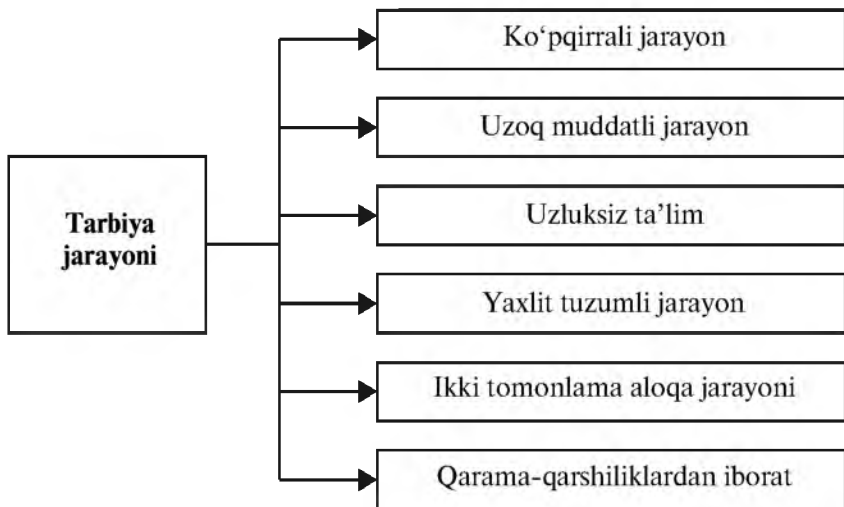 Tarbiya
jarayoni
Ko‘pqirrali jarayon
Uzoq muddatli jarayon
Uzluksiz ta’lim
Yaxlit tuzumli jarayon
Ikki tomonlama aloqa jarayoni
Qarama-qarshiliklardan iborat